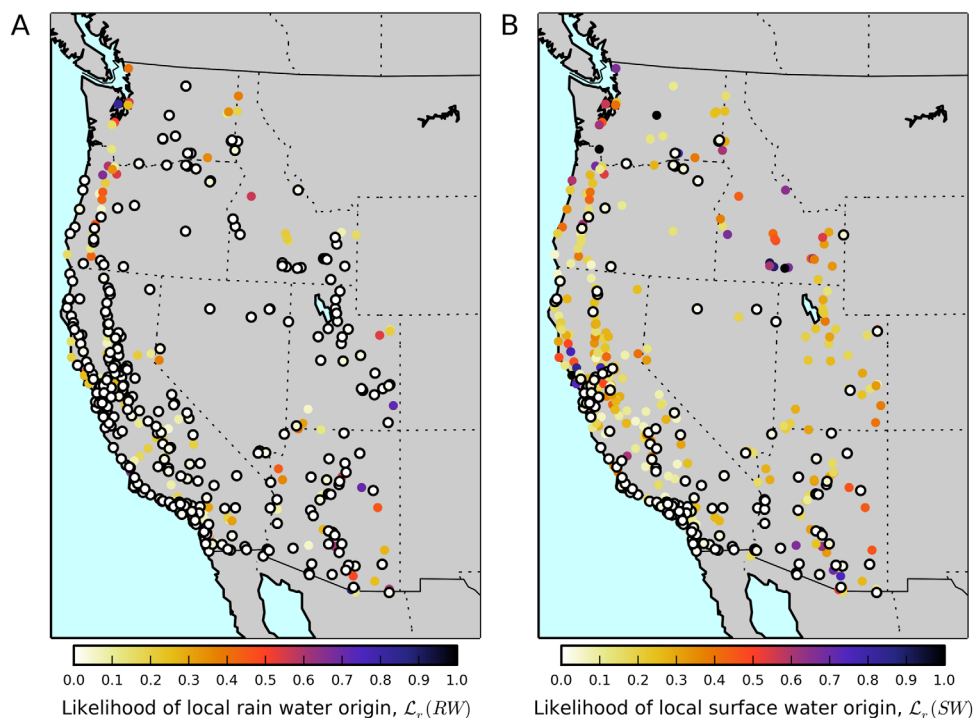 A
B
0.0 0.1 0.2 0.3 0.4 0.5 0.6 0.7 0.8 0.9 1.0
Likelihood of local rain water origin, ℒᵣ(RW)
0.0 0.1 0.2 0.3 0.4 0.5 0.6 0.7 0.8 0.9 1.0
Likelihood of local surface water origin, ℒᵣ(SW)